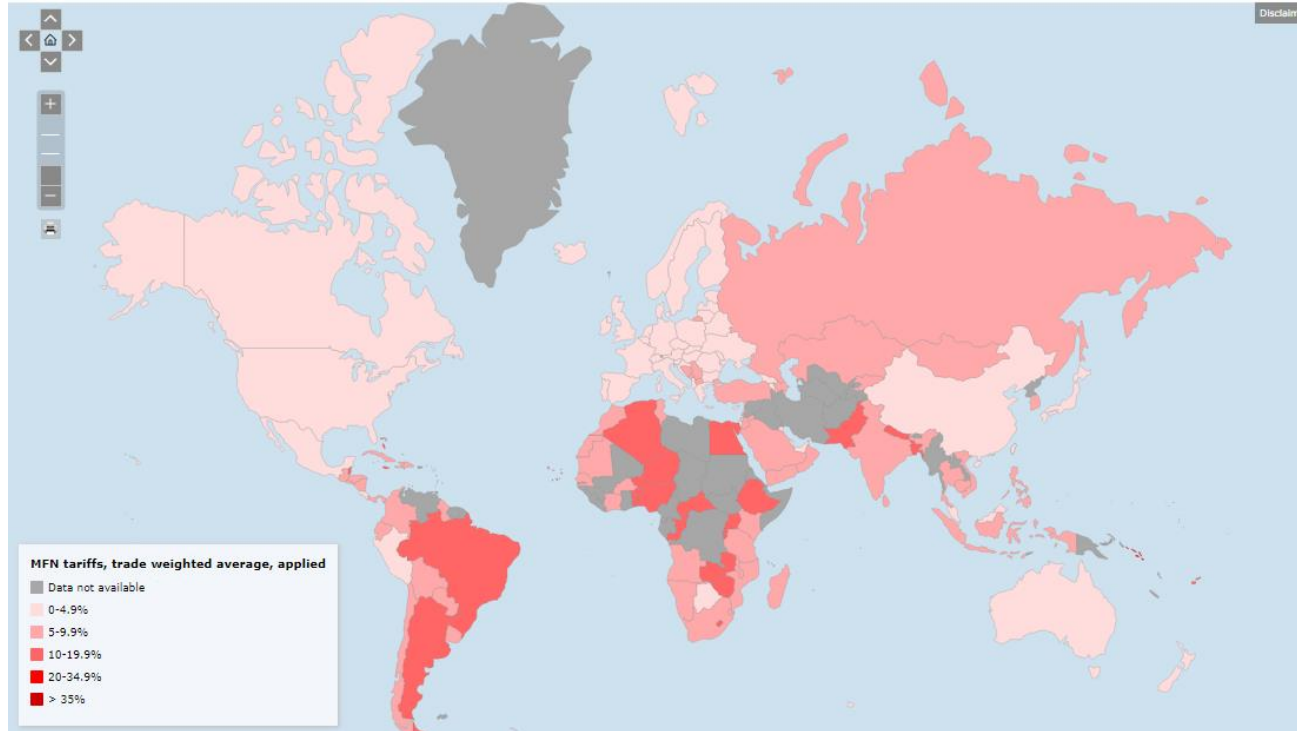 Disclaim
MFN tariffs, trade weighted average, applied
Data not available
0-4.9%
5-9.9%
10-19.9%
20-34.9%
> 35%